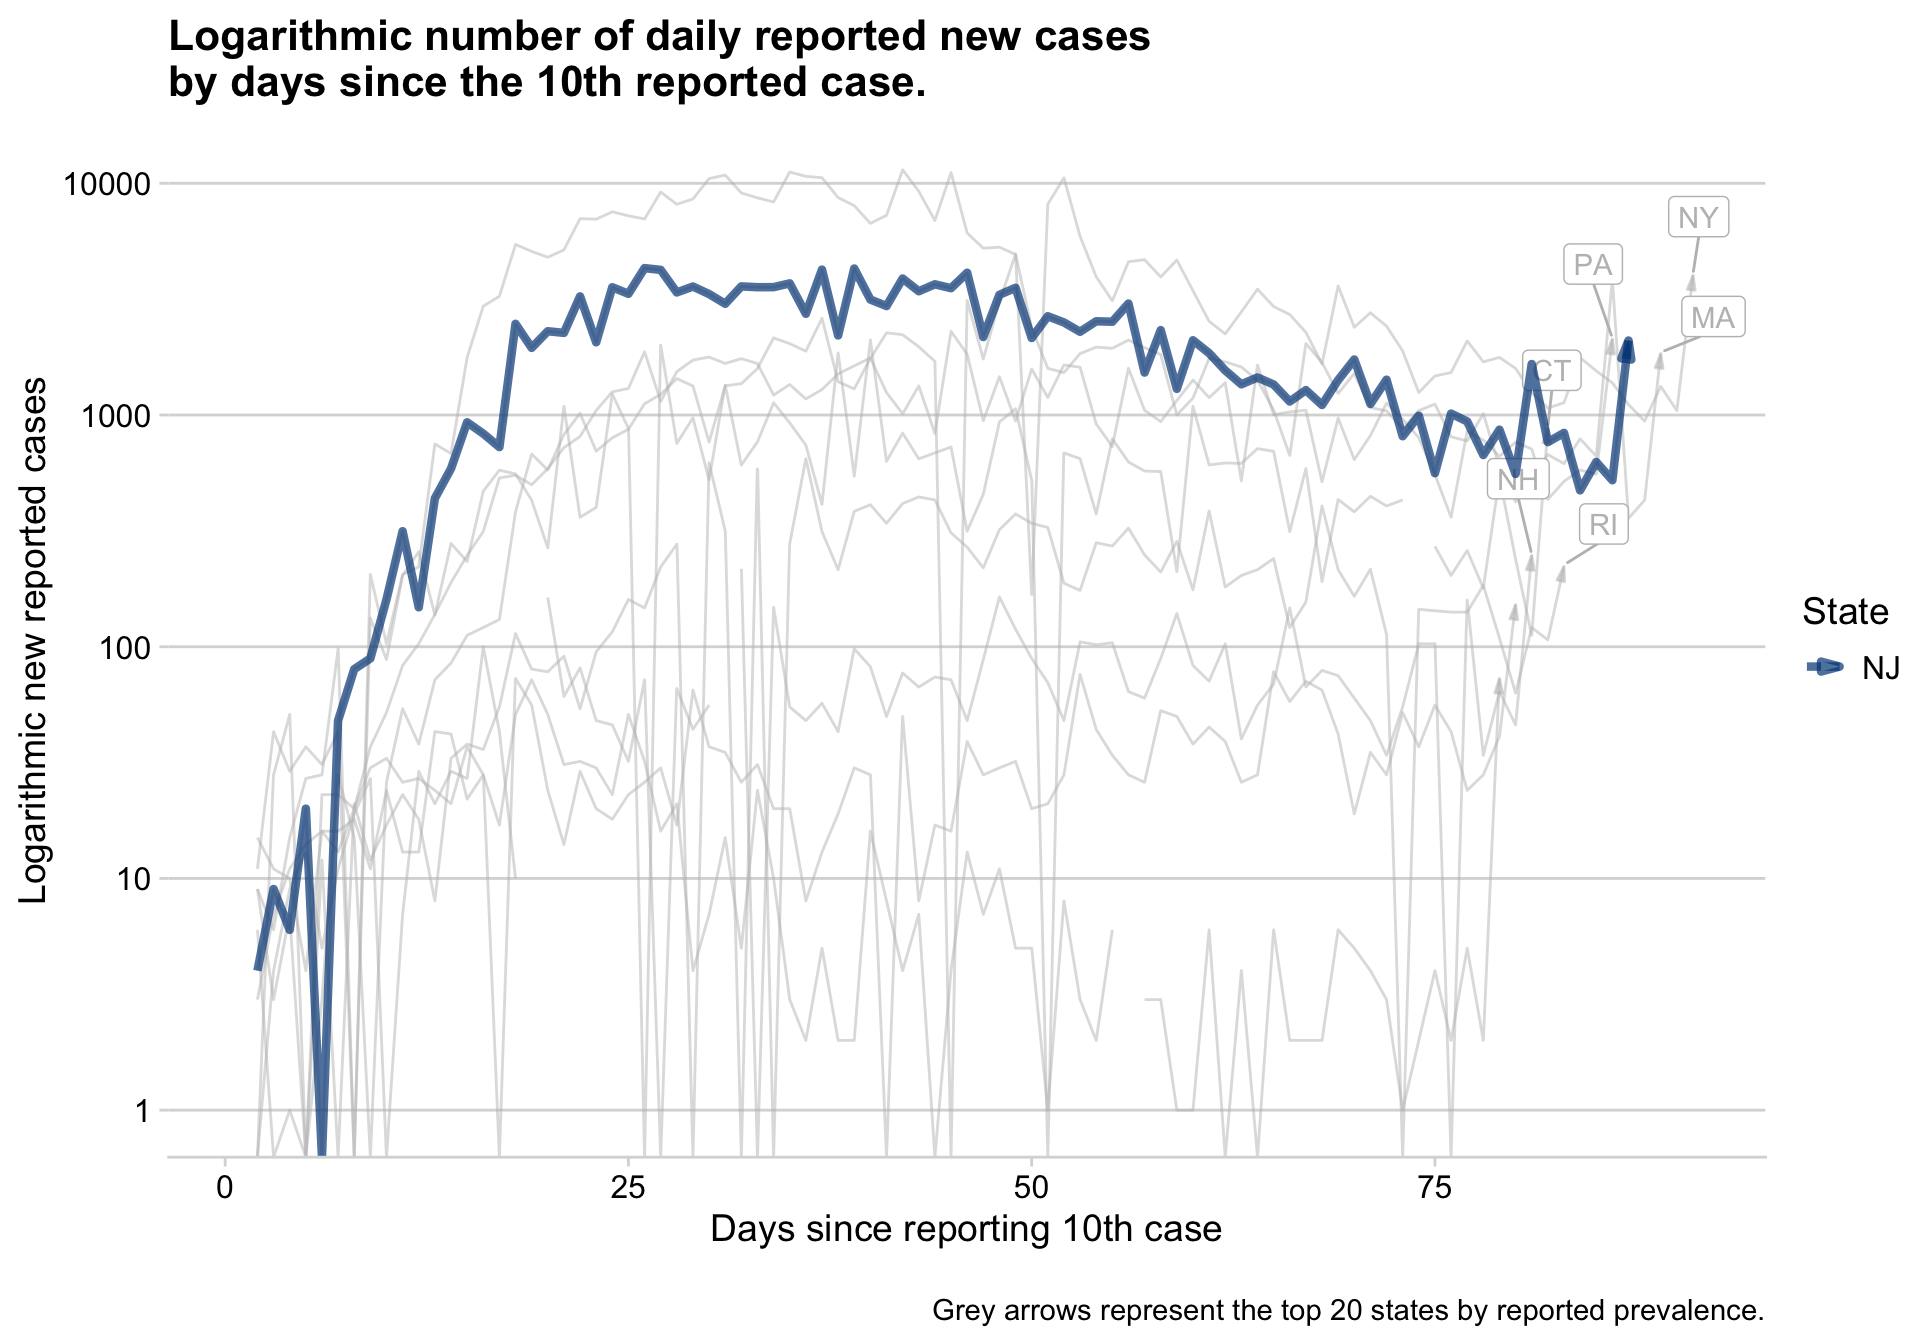 Logarithmic number of daily reported new cases
by days since the 10th reported case.
Logarithmic new reported cases
10000
1000
100
10
1
NY
PA
MA
CT
NH
RI
State
NJ
0
25
50
75
Days since reporting 10th case
Grey arrows represent the top 20 states by reported prevalence.